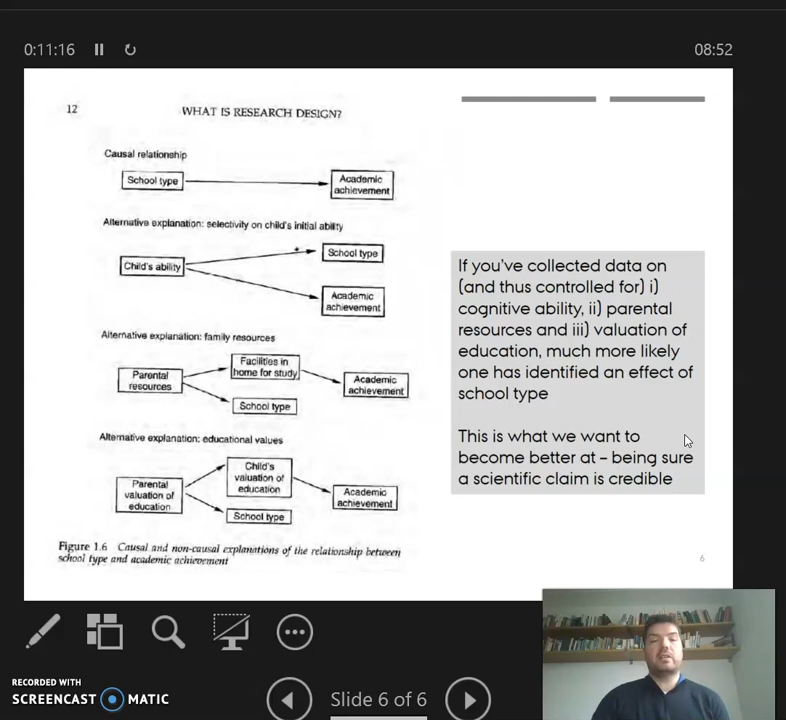 0:11:16
08:52
12
WHAT IS RESEARCH DESIGN?
Causal relationship
School type
Academic
achievement
Alternative explanation: selectivity on child's initial ability
Child's ability
School type
Academic
achievement
Alternative explanation: family resources
Parental
resources
Facilities in
home for study
School type
Academic
achievement
Alternative explanation: educational values
Parental
valuation of
education
Child's
valuation of
education
School type
Academic
achievement
Figure 1.6 Causal and non-causal explanations of the relationship between
school type and academic achievement
If you've collected data on
(and thus controlled for) i)
cognitive ability, ii) parental
resources and iii) valuation of
education, much more likely
one has identified an effect of
school type
This is what we want to
become better at – being sure
a scientific claim is credible
6
RECORDED WITH
SCREENCAST MATIC
Slide 6 of 6